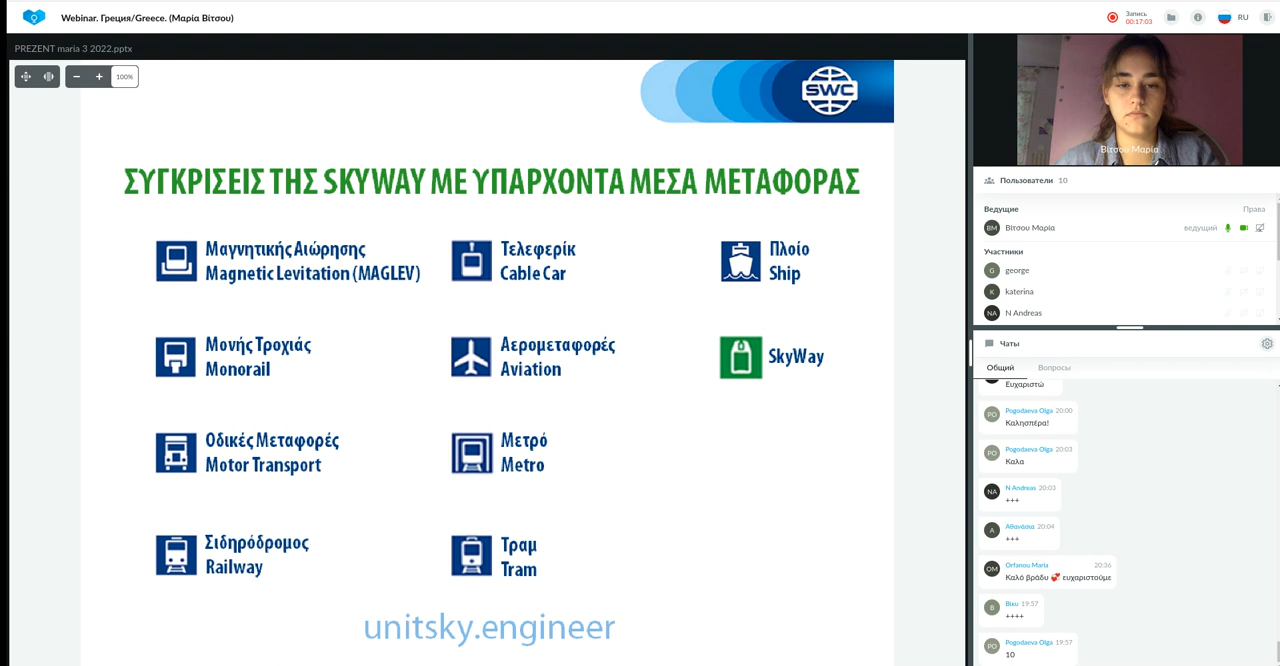 Webinar. Греция/Greece. (Марія Вітсου)
Запись
00:17:03
RU
PREZENT maria 3 2022.pptx
100%
SWC
ΣΥΓΚΡΙΣΕΙΣ ΤΗΣ SKYWAY ΜΕ ΥΠΑΡΧΟΝΤΑ ΜΕΣΑ ΜΕΤΑΦΟΡΑΣ
Μαγνητικής Αιώρησης
Magnetic Levitation (MAGLEV)
Τελεφερίκ
Cable Car
Πλοίο
Ship
Μονής Τροχιάς
Monorail
Αερομεταφορές
Aviation
SkyWay
Οδικές Μεταφορές
Motor Transport
Μετρό
Metro
Σιδηρόδρομος
Railway
Τραμ
Tram
unitsky.engineer
Βίτσου Μαρία
Пользователи 10
Ведущие
Права
ВМ Βίτσου Μαρία ведущий
Участники
G george
K katerina
NA N Andreas
Чаты
Общий Вопросы
Ευχαριστώ
PO Pogodaeva Olga 20:00
Καλησπέρα!
PO Pogodaeva Olga 20:03
Καλα
NA N Andreas 20:03
+++
Α Αθανάσια 20:04
+++
OM Orfanou Maria 20:36
Καλό βράδυ 💞 ευχαριστούμε
Β Βίκυ 19:57
++++
PO Pogodaeva Olga 19:57
10